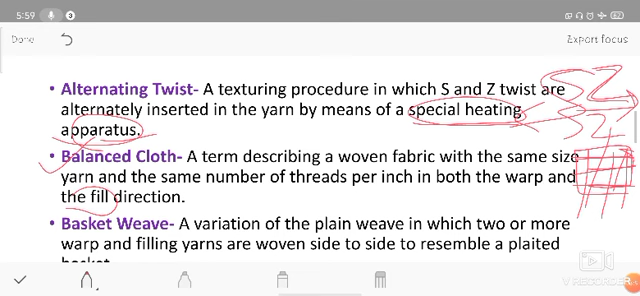 5:59
Done
Export focus
• Alternating Twist- A texturing procedure in which S and Z twist are
alternately inserted in the yarn by means of a special heating
apparatus.
S Z
S Z
• Balanced Cloth- A term describing a woven fabric with the same size
yarn and the same number of threads per inch in both the warp and
the fill direction.
• Basket Weave- A variation of the plain weave in which two or more
warp and filling yarns are woven side to side to resemble a plaited
basket.
V RECORDER